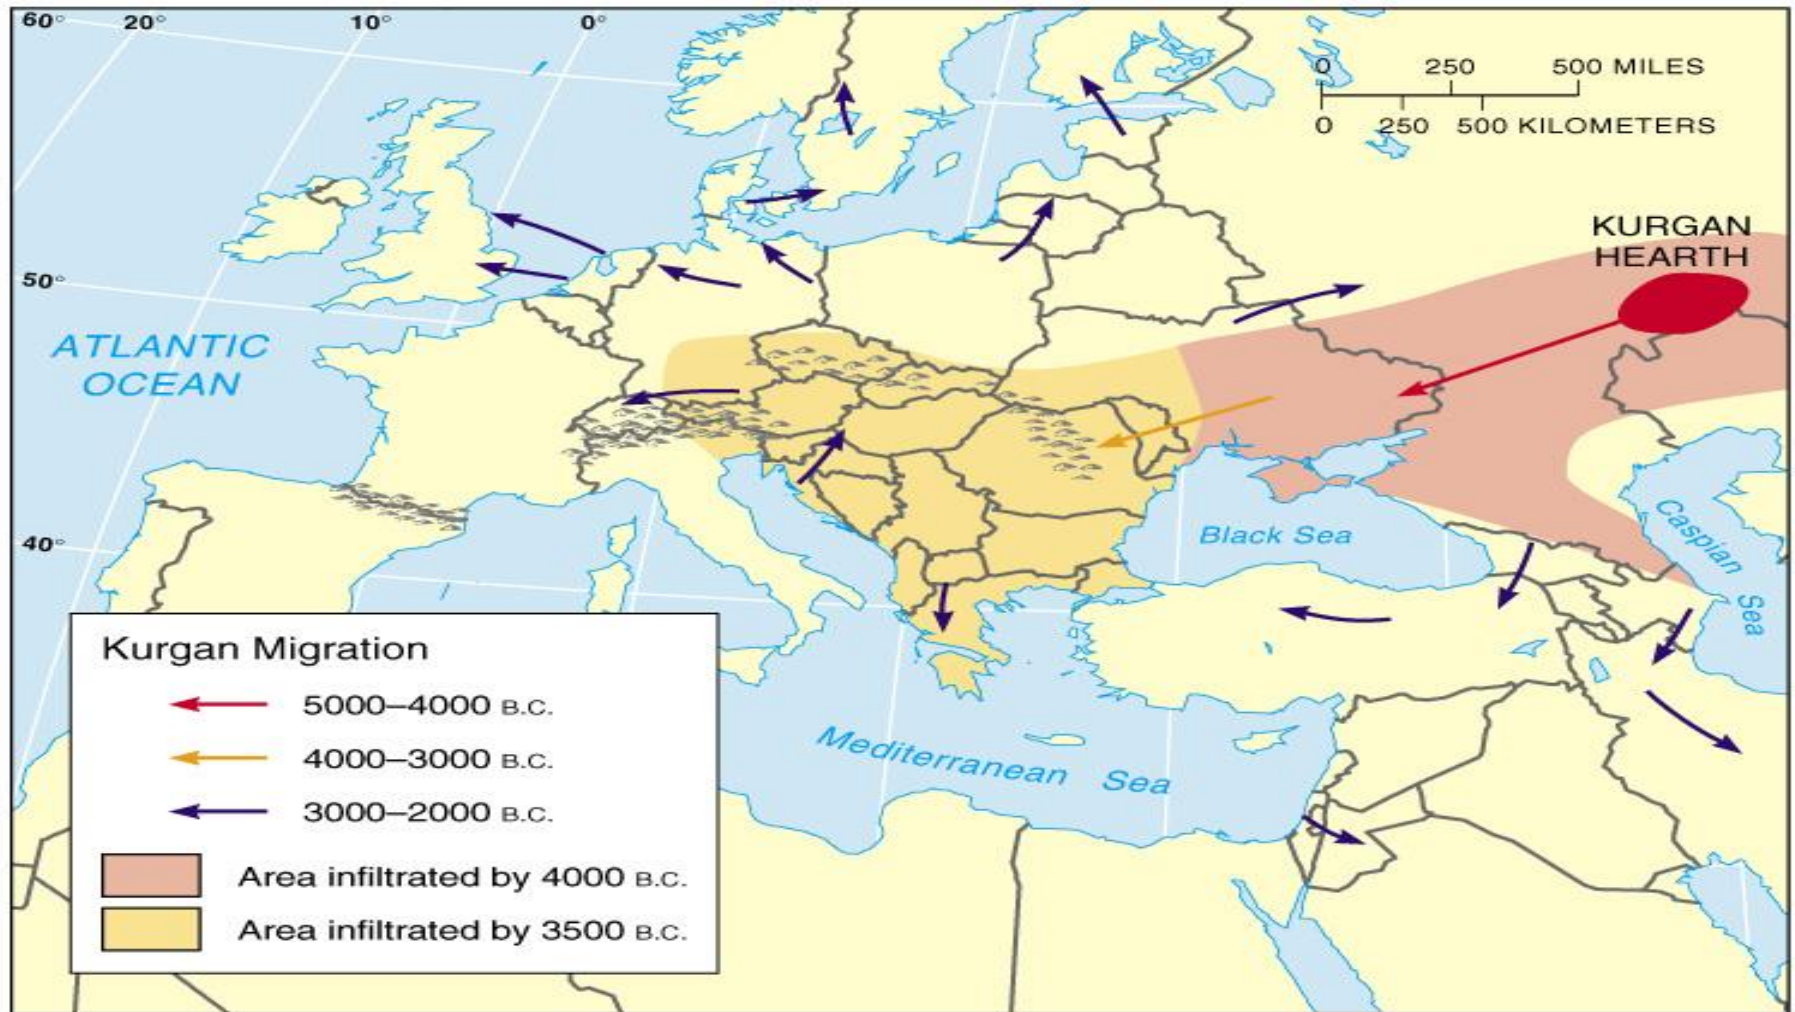 60° 20° 10° 0°
0 250 500 MILES
0 250 500 KILOMETERS
KURGAN
HEARTH
50°
ATLANTIC
OCEAN
40°
Black Sea
Caspian Sea
Mediterranean Sea
Kurgan Migration
5000–4000 B.C.
4000–3000 B.C.
3000–2000 B.C.
Area infiltrated by 4000 B.C.
Area infiltrated by 3500 B.C.